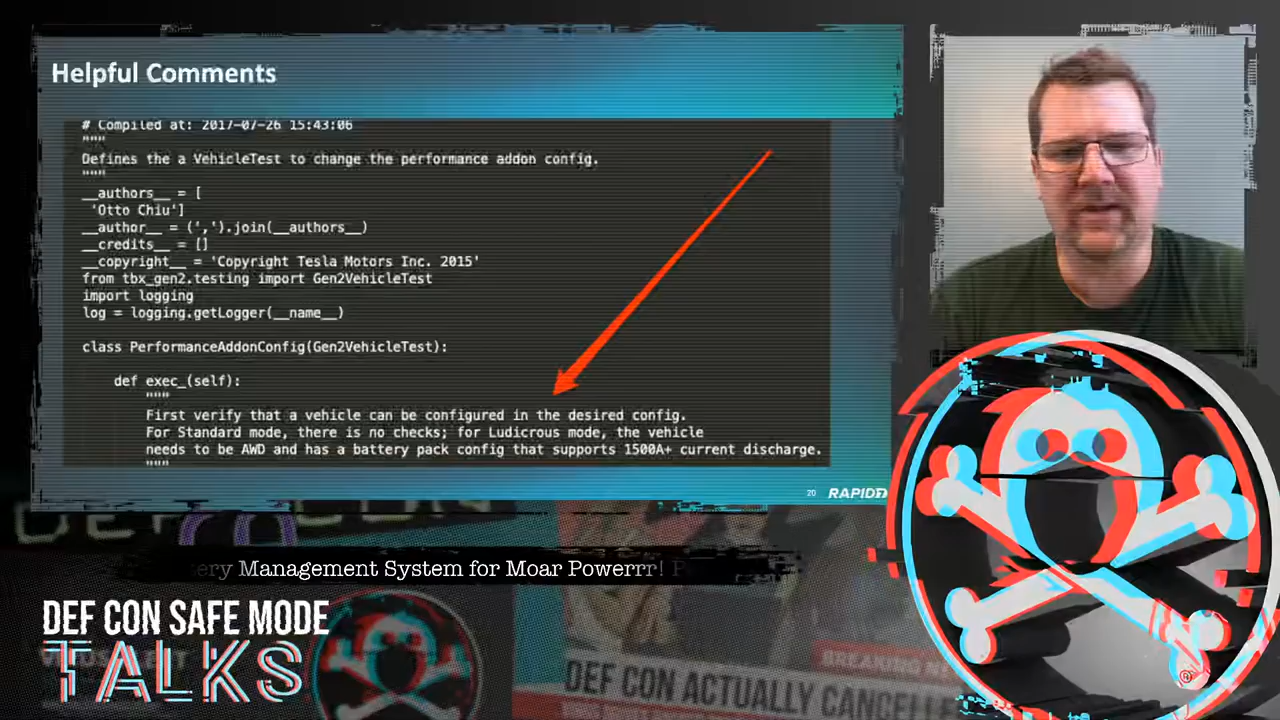 Helpful Comments
# Compiled at: 2017-07-26 15:43:06
"""
Defines the a VehicleTest to change the performance addon config.
"""
__authors__ = [
'Otto Chiu']
__author__ = (',').join(__authors__)
__credits__ = []
__copyright__ = 'Copyright Tesla Motors Inc. 2015'
from tbx_gen2.testing import Gen2VehicleTest
import logging
log = logging.getLogger(__name__)
class PerformanceAddonConfig(Gen2VehicleTest):
def exec_(self):
"""
First verify that a vehicle can be configured in the desired config.
For Standard mode, there is no checks; for Ludicrous mode, the vehicle
needs to be AWD and has a battery pack config that supports 1500A+ current discharge.
"""
20 RAPID7
Management System for Moar Powerrr!
DEF CON SAFE MODE
TALKS
DEF CON
BREAKING
DEF CON ACTUALLY
®